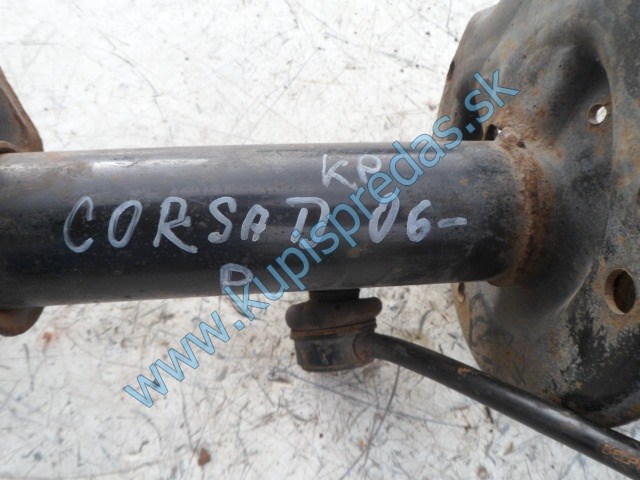 KP
CORSA D 06-
P
www.kupispredas.sk